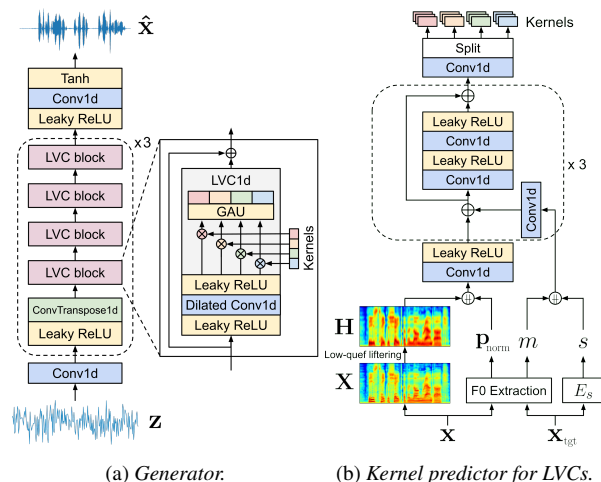 x̂
Tanh
Conv1d
Leaky ReLU
x3
LVC block
LVC block
LVC block
LVC block
ConvTranspose1d
Leaky ReLU
Conv1d
z
LVC1d
GAU
Kernels
Leaky ReLU
Dilated Conv1d
Leaky ReLU
(a) Generator.
Kernels
Split
Conv1d
Leaky ReLU
Conv1d
Leaky ReLU
Conv1d
x 3
Conv1d
Leaky ReLU
Conv1d
H
p_norm m s
Low-quef liftering
X
F0 Extraction
E_s
x x_tgt
(b) Kernel predictor for LVCs.